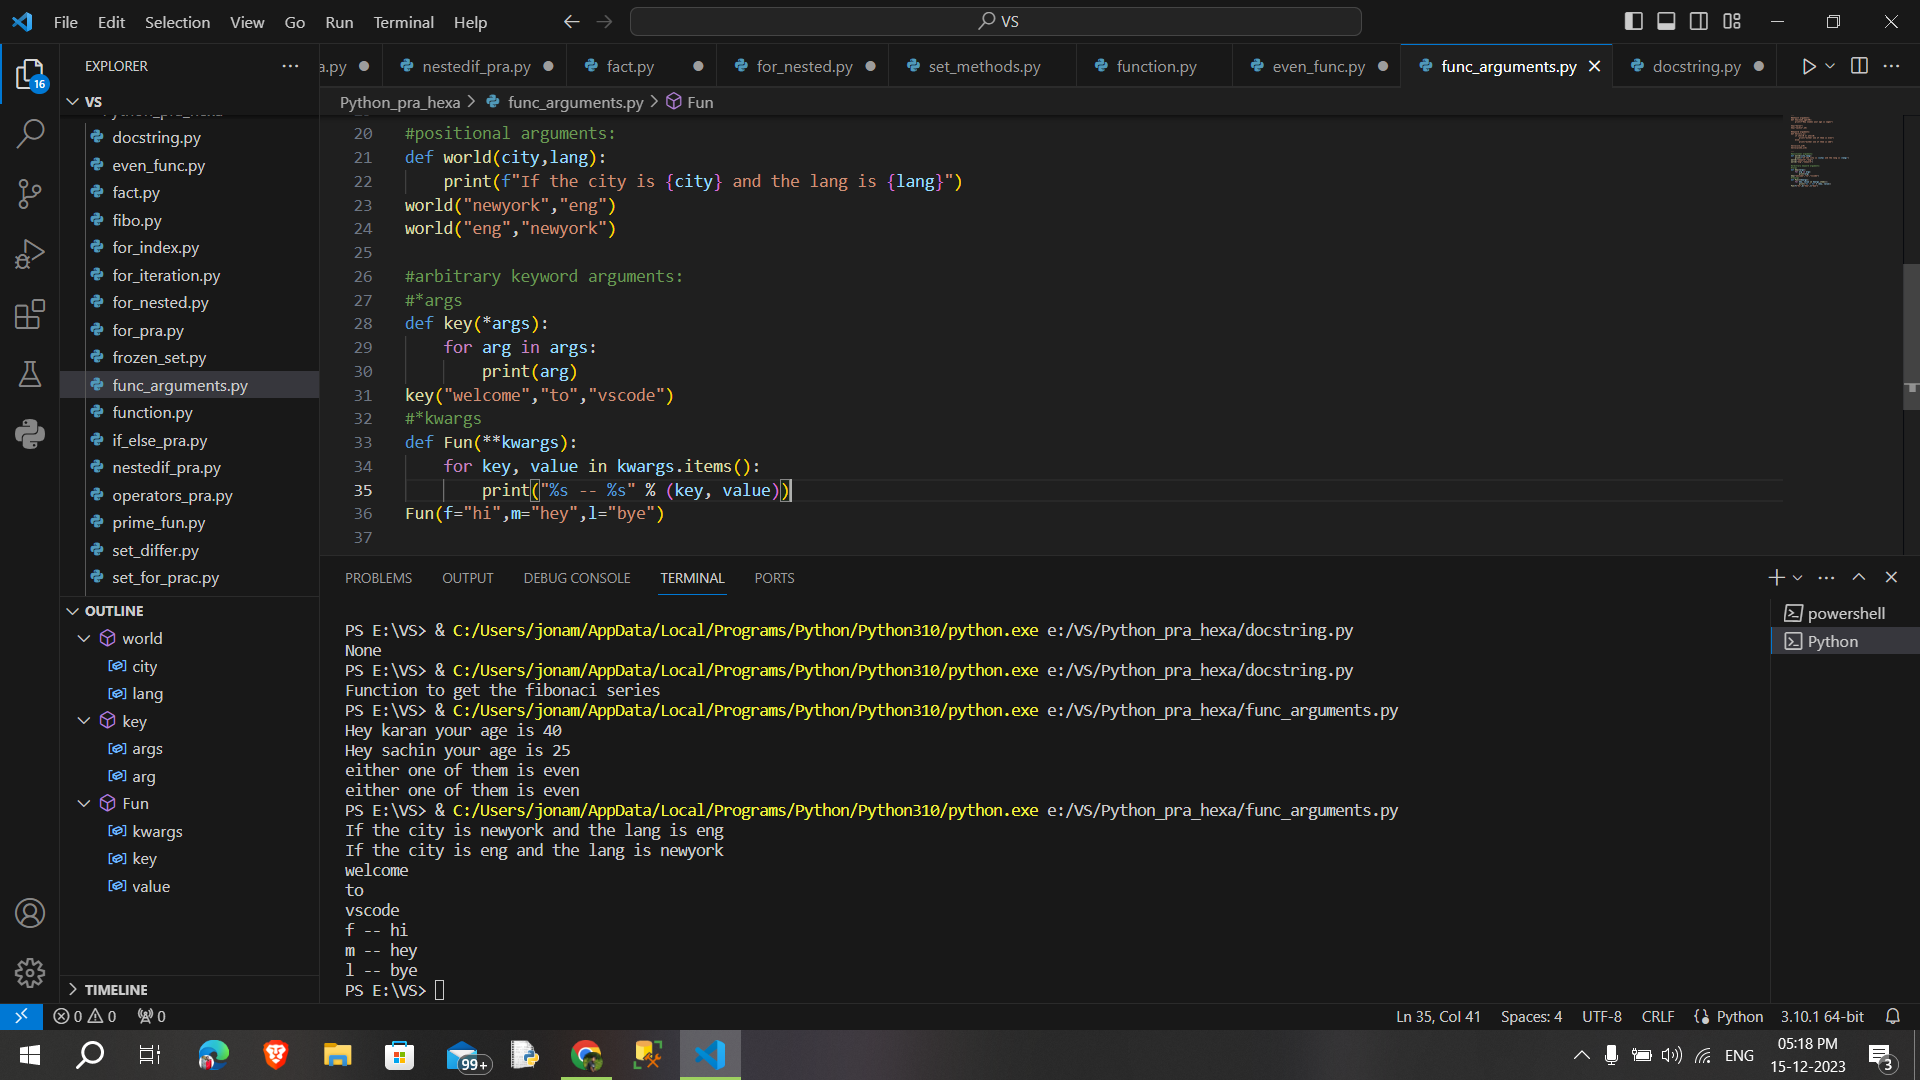 File Edit Selection View Go Run Terminal Help
VS
EXPLORER
a.py nestedif_pra.py fact.py for_nested.py set_methods.py function.py even_func.py func_arguments.py docstring.py
16
VS
Python_pra_hexa > func_arguments.py > Fun
docstring.py
even_func.py
fact.py
fibo.py
for_index.py
for_iteration.py
for_nested.py
for_pra.py
frozen_set.py
func_arguments.py
function.py
if_else_pra.py
nestedif_pra.py
operators_pra.py
prime_fun.py
set_differ.py
set_for_prac.py
OUTLINE
world
city
lang
key
args
arg
Fun
kwargs
key
value
TIMELINE
20 #positional arguments:
21 def world(city,lang):
22 print(f"If the city is {city} and the lang is {lang}")
23 world("newyork","eng")
24 world("eng","newyork")
25
26 #arbitrary keyword arguments:
27 #*args
28 def key(*args):
29 for arg in args:
30 print(arg)
31 key("welcome","to","vscode")
32 #*kwargs
33 def Fun(**kwargs):
34 for key, value in kwargs.items():
35 print("%s -- %s" % (key, value))
36 Fun(f="hi",m="hey",l="bye")
37
PROBLEMS OUTPUT DEBUG CONSOLE TERMINAL PORTS
powershell
Python
PS E:\VS> & C:/Users/jonam/AppData/Local/Programs/Python/Python310/python.exe e:/VS/Python_pra_hexa/docstring.py
None
PS E:\VS> & C:/Users/jonam/AppData/Local/Programs/Python/Python310/python.exe e:/VS/Python_pra_hexa/docstring.py
Function to get the fibonaci series
PS E:\VS> & C:/Users/jonam/AppData/Local/Programs/Python/Python310/python.exe e:/VS/Python_pra_hexa/func_arguments.py
Hey karan your age is 40
Hey sachin your age is 25
either one of them is even
either one of them is even
PS E:\VS> & C:/Users/jonam/AppData/Local/Programs/Python/Python310/python.exe e:/VS/Python_pra_hexa/func_arguments.py
If the city is newyork and the lang is eng
If the city is eng and the lang is newyork
welcome
to
vscode
f -- hi
m -- hey
l -- bye
PS E:\VS>
0 0 0
Ln 35, Col 41 Spaces: 4 UTF-8 CRLF Python 3.10.1 64-bit
99+
ENG
05:18 PM
15-12-2023
3